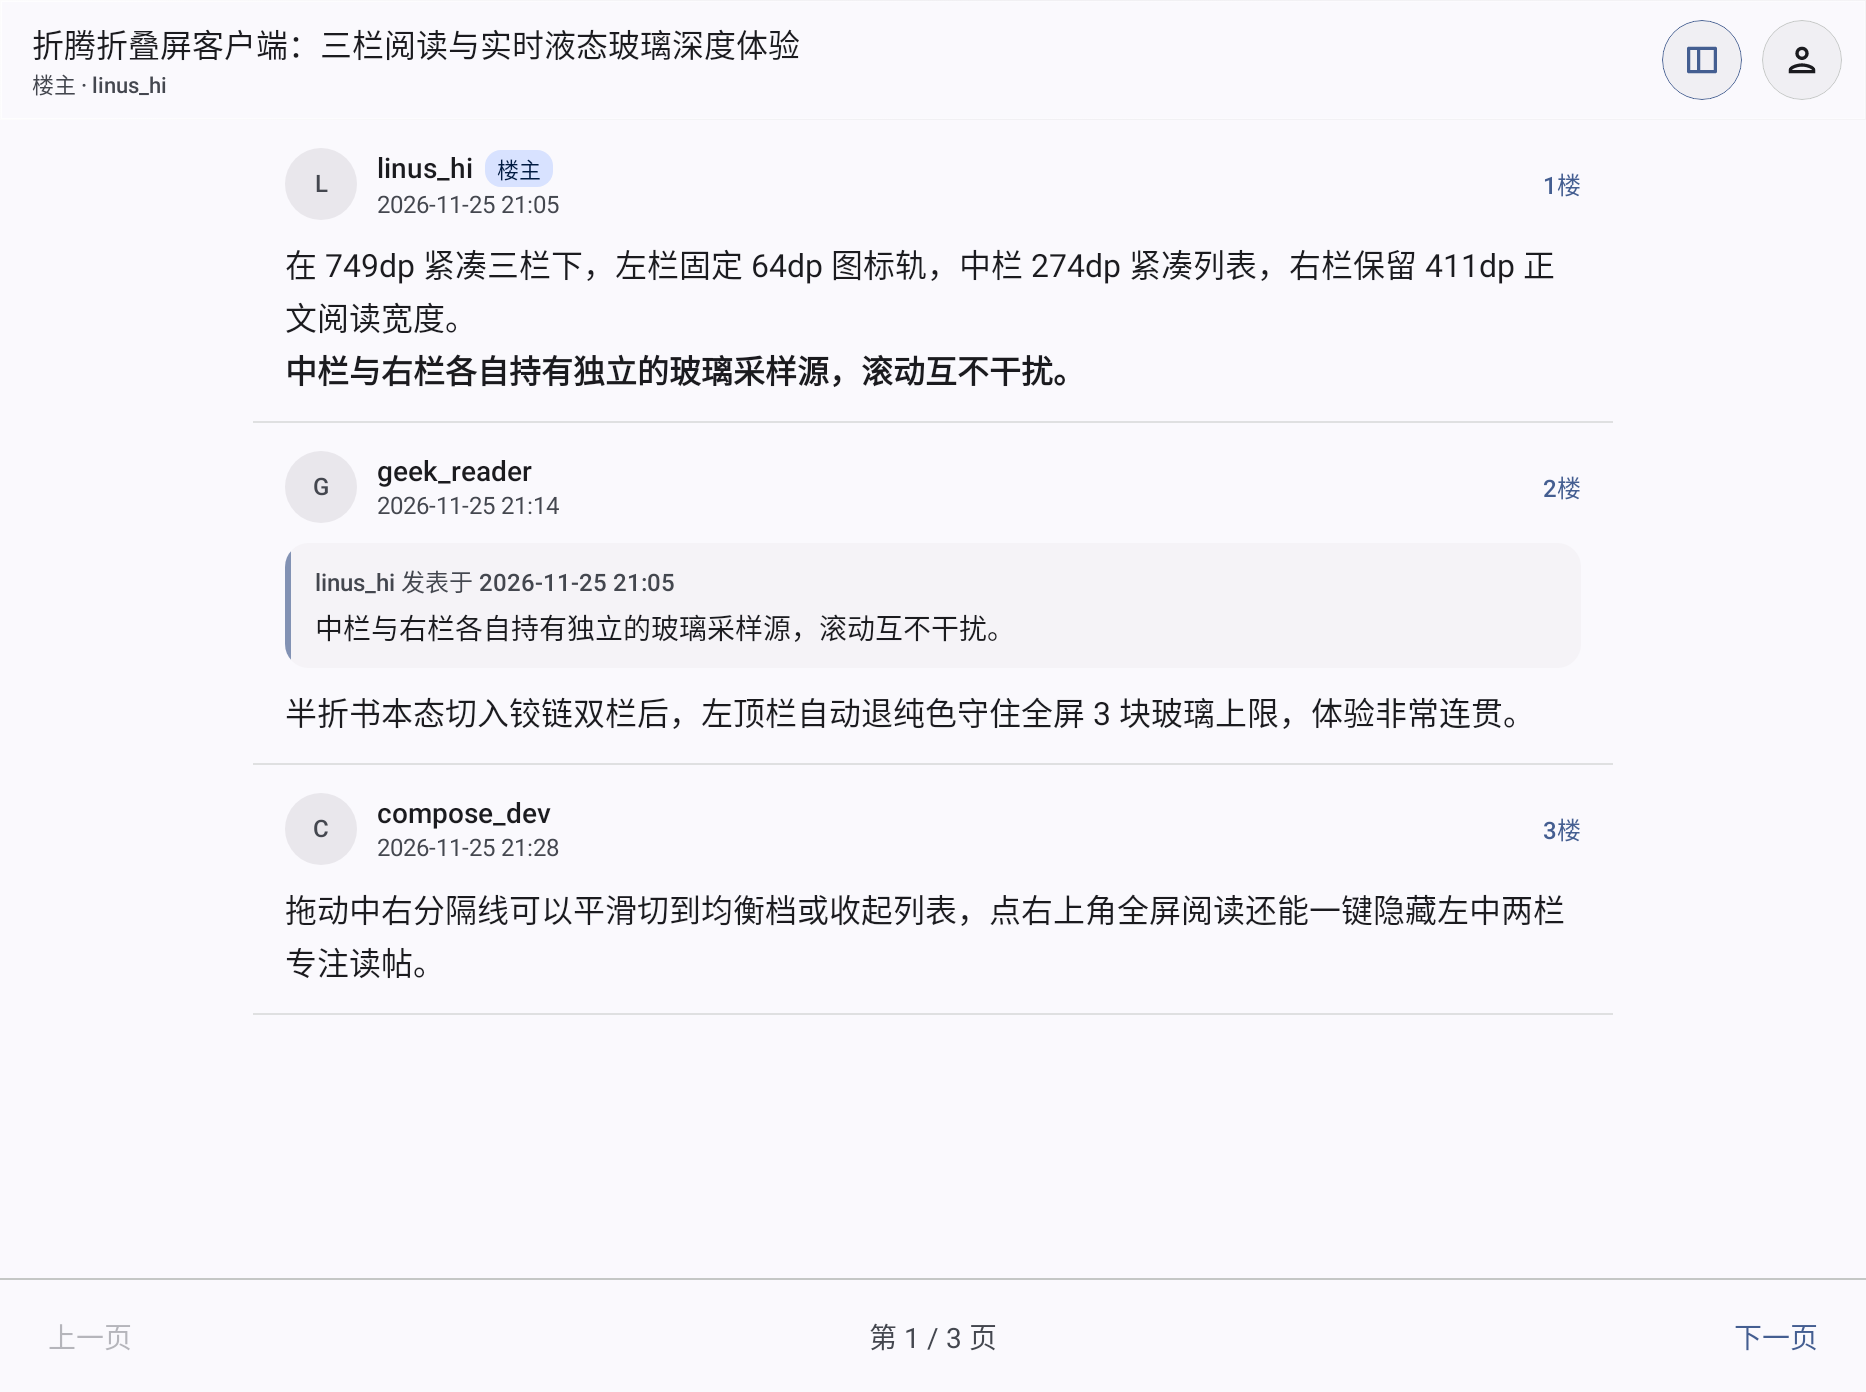 折腾折叠屏客户端：三栏阅读与实时液态玻璃深度体验
楼主 · linus_hi
L
linus_hi 楼主
2026-11-25 21:05
1楼
在 749dp 紧凑三栏下，左栏固定 64dp 图标轨，中栏 274dp 紧凑列表，右栏保留 411dp 正
文阅读宽度。
中栏与右栏各自持有独立的玻璃采样源，滚动互不干扰。
G
geek_reader
2026-11-25 21:14
2楼
linus_hi 发表于 2026-11-25 21:05
中栏与右栏各自持有独立的玻璃采样源，滚动互不干扰。
半折书本态切入铰链双栏后，左顶栏自动退纯色守住全屏 3 块玻璃上限，体验非常连贯。
C
compose_dev
2026-11-25 21:28
3楼
拖动中右分隔线可以平滑切到均衡档或收起列表，点右上角全屏阅读还能一键隐藏左中两栏
专注读帖。
上一页
第 1 / 3 页
下一页